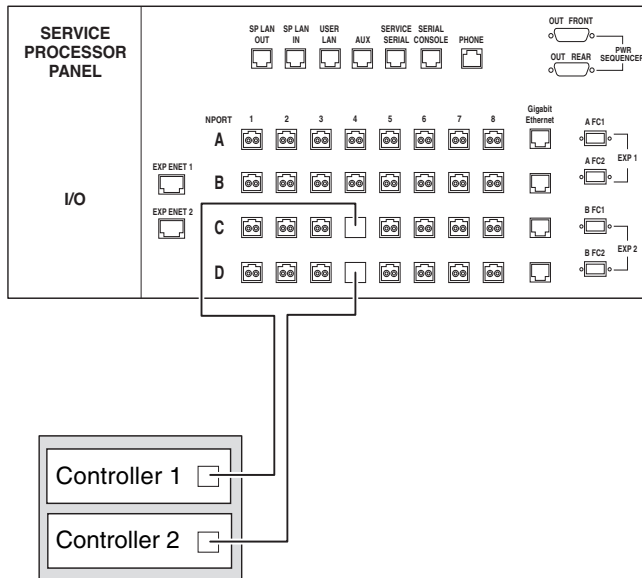 SERVICE
PROCESSOR
PANEL
I/O
SP LAN
OUT
SP LAN
IN
USER
LAN
AUX
SERVICE
SERIAL
SERIAL
CONSOLE
PHONE
OUT FRONT
OUT REAR
PWR
SEQUENCER
NPORT 1 2 3 4 5 6 7 8
Gigabit
Ethernet
A
B
C
D
EXP ENET 1
EXP ENET 2
A FC1
A FC2
EXP 1
B FC1
B FC2
EXP 2
Controller 1
Controller 2